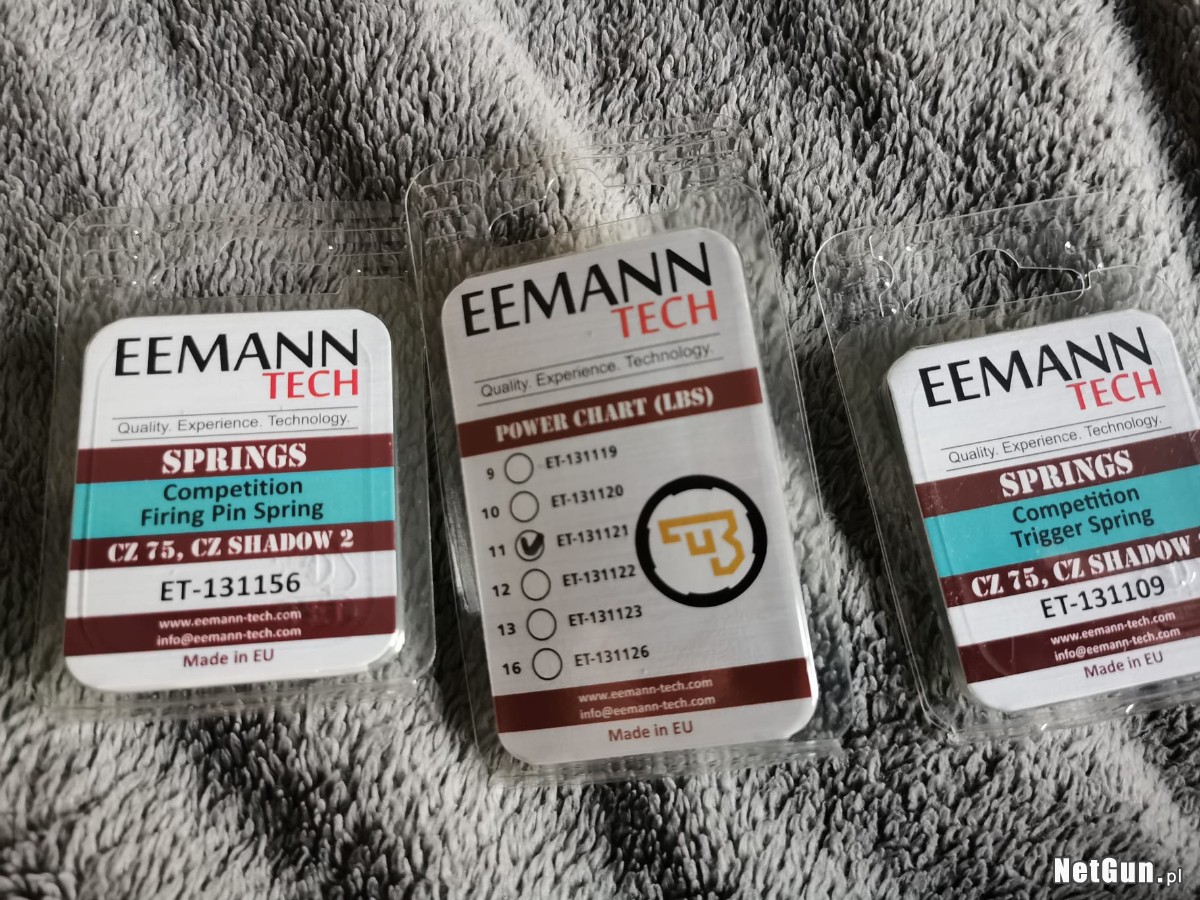 EEMANN
TECH
Quality. Experience. Technology.
SPRINGS
Competition
Firing Pin Spring
CZ 75, CZ SHADOW 2
ET-131156
www.eemann-tech.com
info@eemann-tech.com
Made in EU
EEMANN
TECH
Quality. Experience. Technology.
POWER CHART (LBS)
9 ET-131119
10 ET-131120
11 ET-131121
12 ET-131122
13 ET-131123
16 ET-131126
www.eemann-tech.com
info@eemann-tech.com
Made in EU
EEMANN
TECH
Quality. Experience. Technology.
SPRINGS
Competition
Trigger Spring
CZ 75, CZ SHADOW
ET-131109
www.eemann-tech.com
info@eemann-tech.com
Made in EU
NetGun.pl